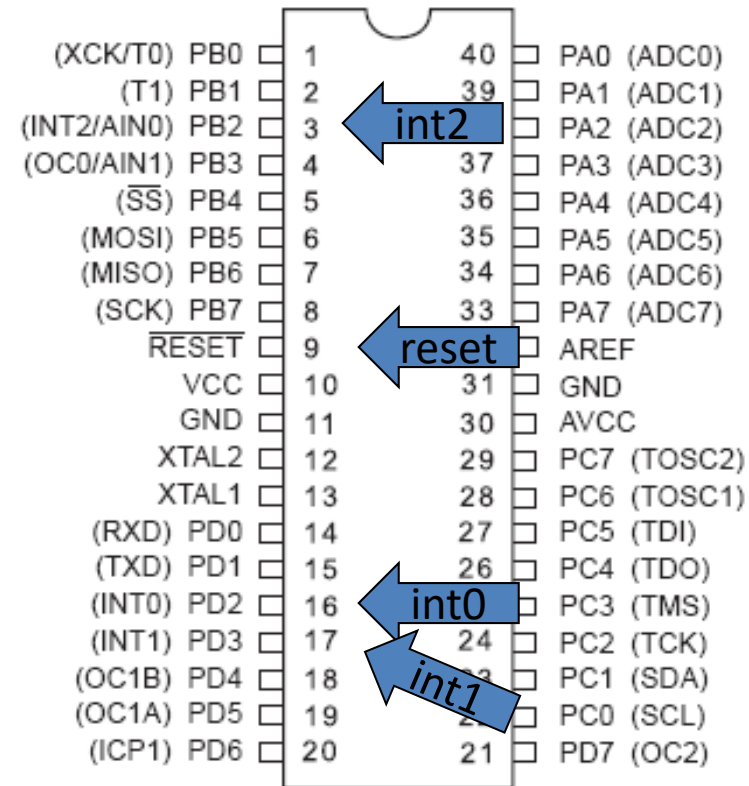 (XCK/T0) PB0 1 40 PA0 (ADC0)
(T1) PB1 2 39 PA1 (ADC1)
(INT2/AIN0) PB2 3 int2 PA2 (ADC2)
(OC0/AIN1) PB3 4 37 PA3 (ADC3)
(S̅S̅) PB4 5 36 PA4 (ADC4)
(MOSI) PB5 6 35 PA5 (ADC5)
(MISO) PB6 7 34 PA6 (ADC6)
(SCK) PB7 8 33 PA7 (ADC7)
R̅E̅S̅E̅T̅ 9 reset AREF
VCC 10 31 GND
GND 11 30 AVCC
XTAL2 12 29 PC7 (TOSC2)
XTAL1 13 28 PC6 (TOSC1)
(RXD) PD0 14 27 PC5 (TDI)
(TXD) PD1 15 26 PC4 (TDO)
(INT0) PD2 16 int0 PC3 (TMS)
(INT1) PD3 17 24 PC2 (TCK)
(OC1B) PD4 18 int1 PC1 (SDA)
(OC1A) PD5 19 PC0 (SCL)
(ICP1) PD6 20 21 PD7 (OC2)